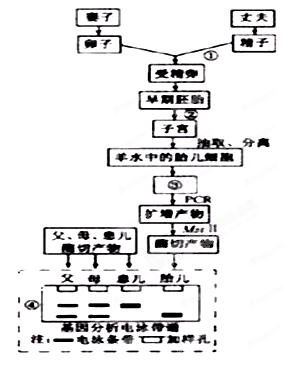 妻子 丈夫
卵子 精子
①
受精卵
早期胚胎
②
子宫
抽取、分离
羊水中的胎儿细胞
③
PCR
扩增产物
父、母、患儿 MstⅡ
酶切产物 酶切产物
父 母 患儿 胎儿
④
基因分析电泳带谱
注: 电泳条带 加样孔